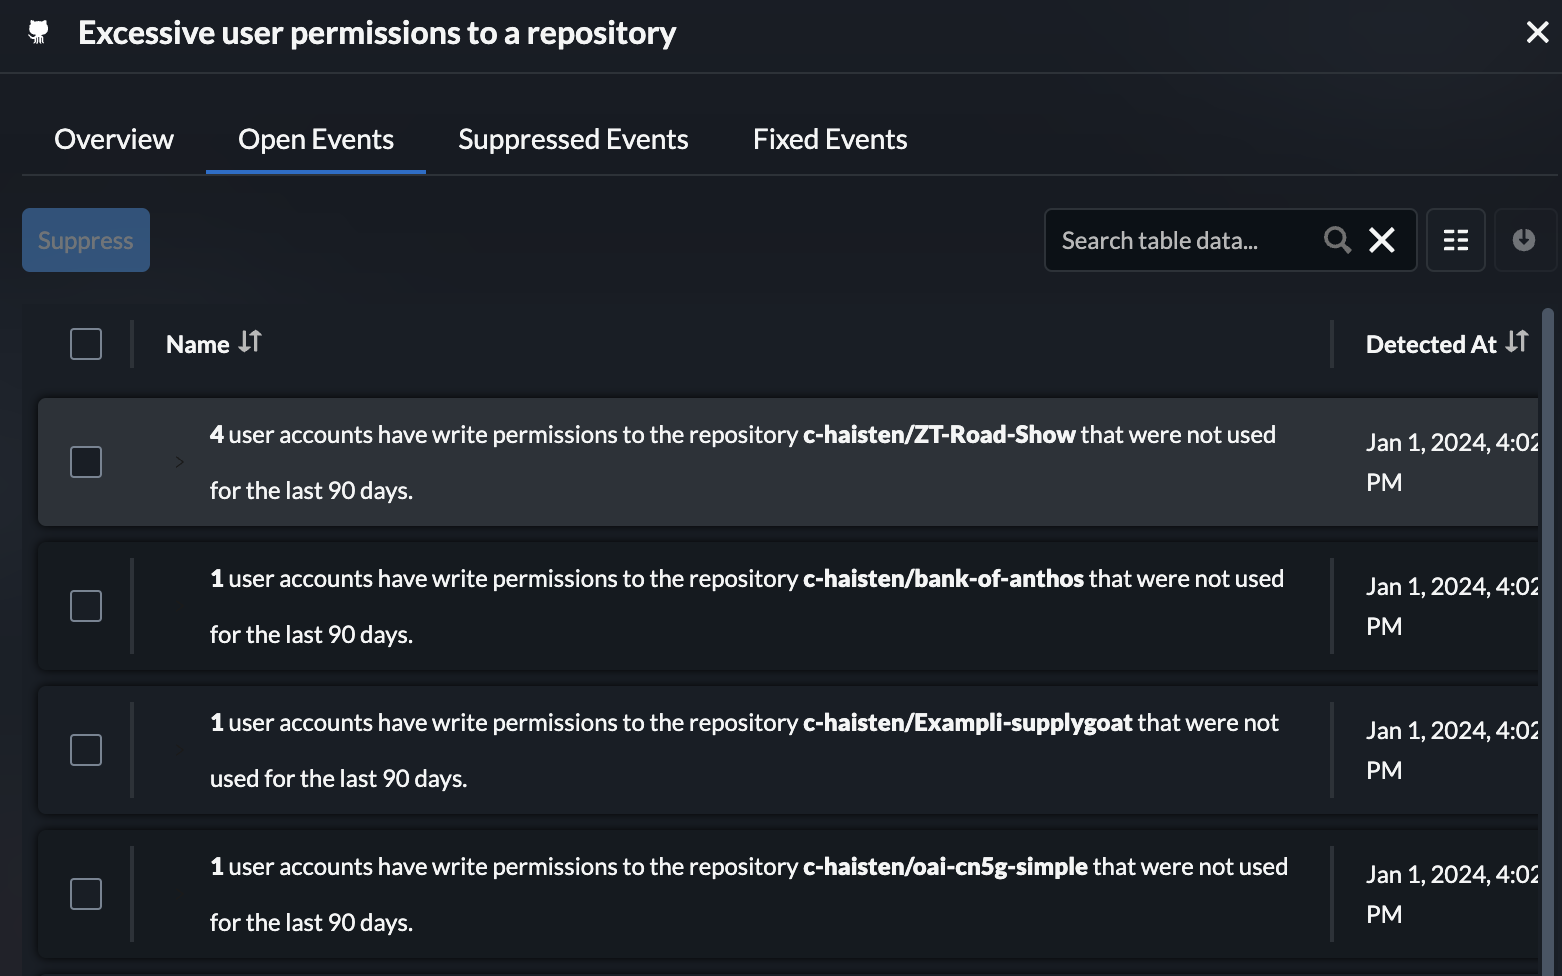 Excessive user permissions to a repository
Overview
Open Events
Suppressed Events
Fixed Events
Suppress
Search table data...
Name
Detected At
4 user accounts have write permissions to the repository c-haisten/ZT-Road-Show that were not used
for the last 90 days.
Jan 1, 2024, 4:02
PM
1 user accounts have write permissions to the repository c-haisten/bank-of-anthos that were not used
for the last 90 days.
Jan 1, 2024, 4:02
PM
1 user accounts have write permissions to the repository c-haisten/Exampli-supplygoat that were not
used for the last 90 days.
Jan 1, 2024, 4:02
PM
1 user accounts have write permissions to the repository c-haisten/oai-cn5g-simple that were not used
for the last 90 days.
Jan 1, 2024, 4:02
PM